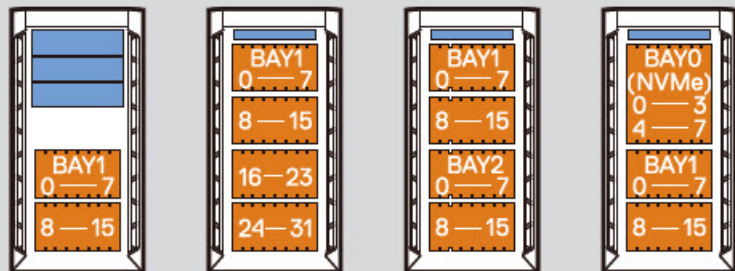 BAY1
0 — 7
8 — 15
BAY1
0 — 7
8 — 15
16 — 23
24 — 31
BAY1
0 — 7
8 — 15
BAY2
0 — 7
8 — 15
BAY0
(NVMe)
0 — 3
4 — 7
BAY1
0 — 7
8 — 15